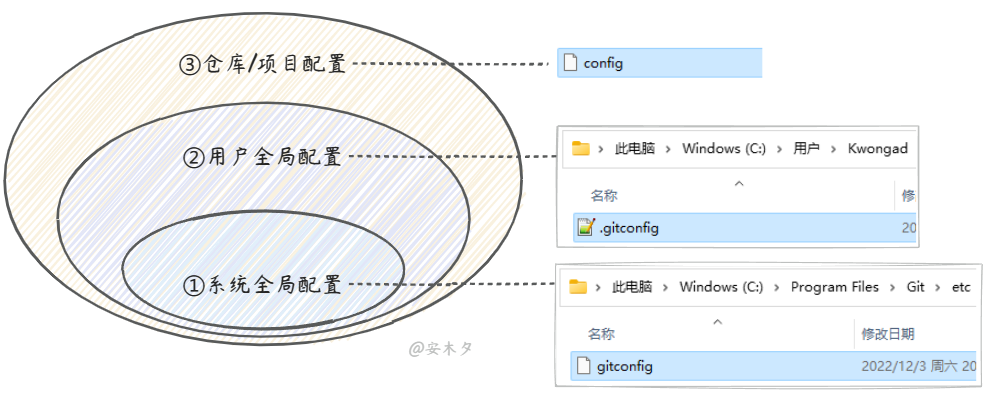 ③仓库/项目配置
config
②用户全局配置
此电脑 > Windows (C:) > 用户 > Kwongad
名称 修
.gitconfig 20
①系统全局配置
此电脑 > Windows (C:) > Program Files > Git > etc
名称 修改日期
gitconfig 2022/12/3 周六 20
@安木夕